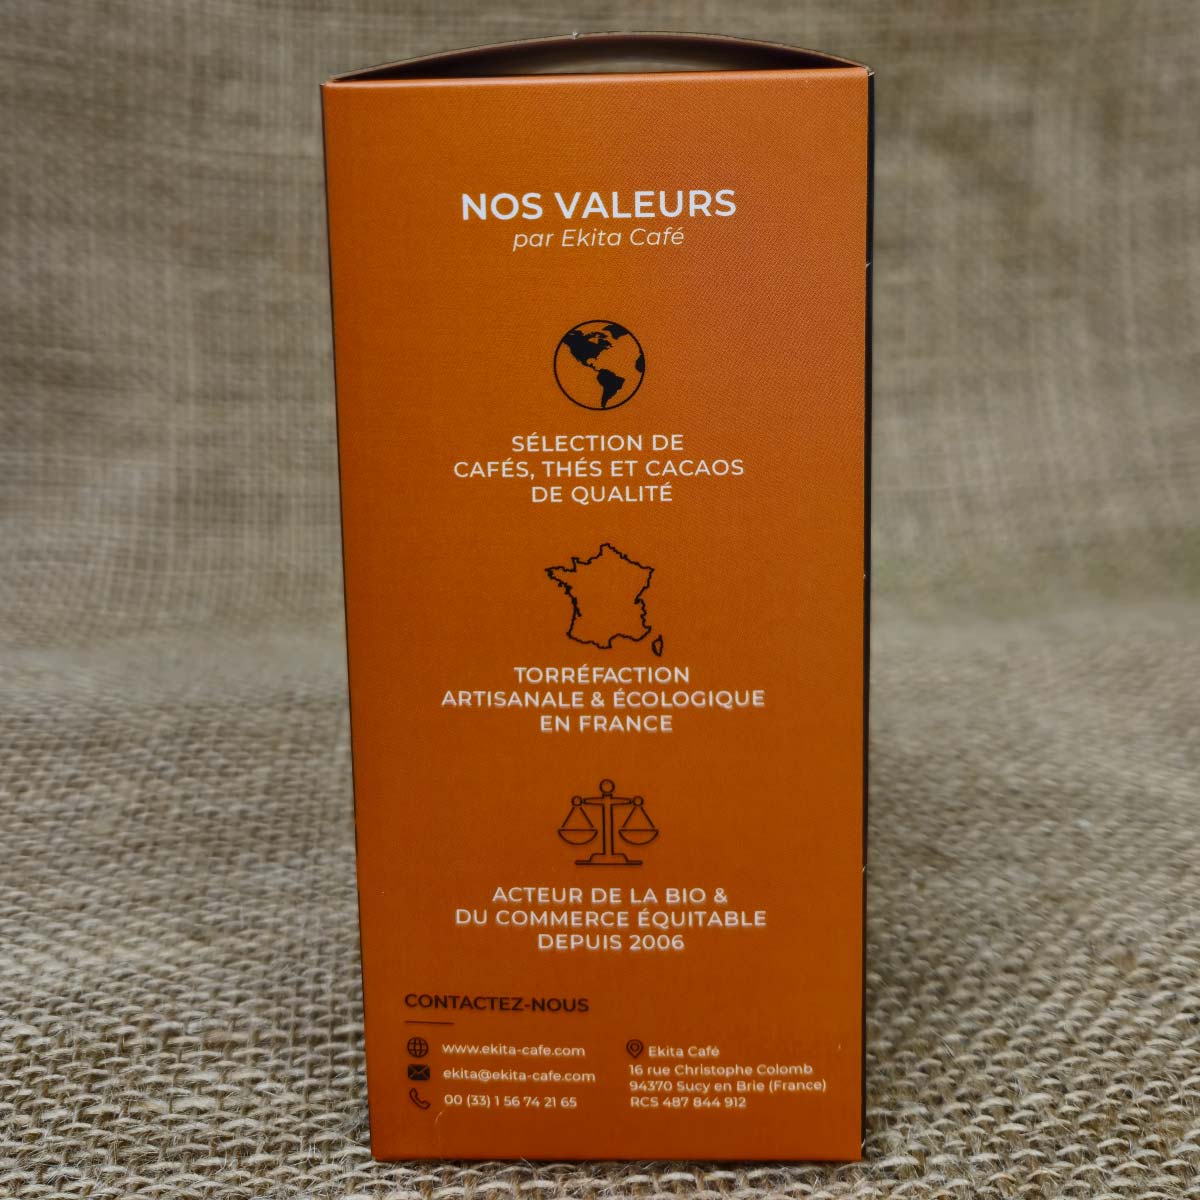 NOS VALEURS
par Ekita Café
SÉLECTION DE
CAFÉS, THÉS ET CACAOS
DE QUALITÉ
TORRÉFACTION
ARTISANALE & ÉCOLOGIQUE
EN FRANCE
ACTEUR DE LA BIO &
DU COMMERCE ÉQUITABLE
DEPUIS 2006
CONTACTEZ-NOUS
www.ekita-cafe.com
ekita@ekita-cafe.com
00 (33) 1 56 74 21 65
Ekita Café
16 rue Christophe Colomb
94370 Sucy en Brie (France)
RCS 487 844 912